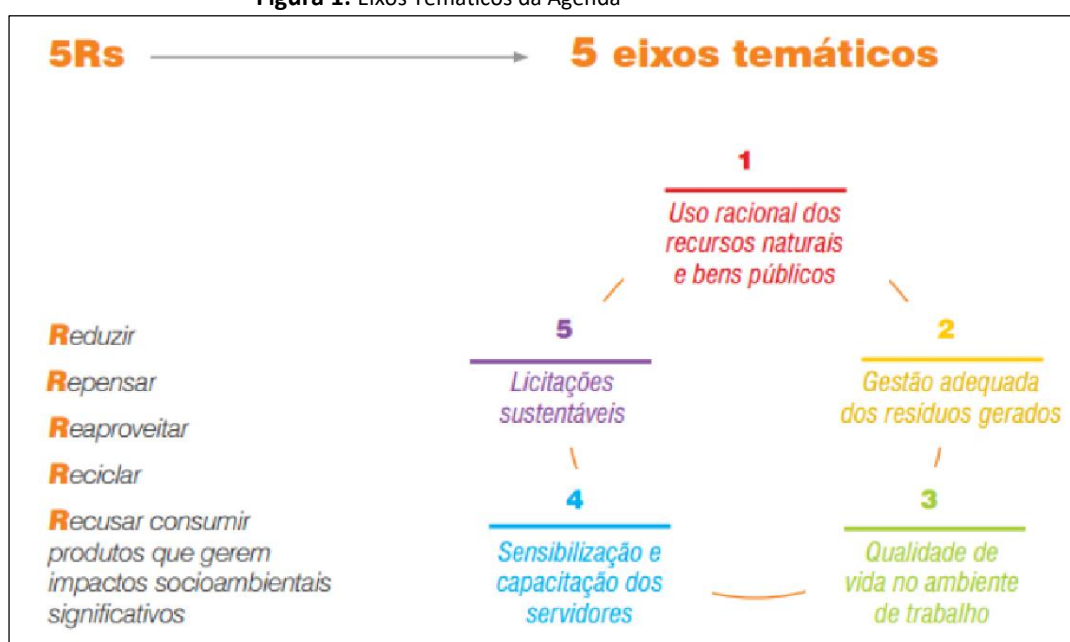 Figura 1: Eixos Temáticos da Agenda
5Rs
5 eixos temáticos
1
Uso racional dos
recursos naturais
e bens públicos
5
Licitações
sustentáveis
2
Gestão adequada
dos resíduos gerados
4
Sensibilização e
capacitação dos
servidores
3
Qualidade de
vida no ambiente
de trabalho
Reduzir
Repensar
Reaproveitar
Reciclar
Recusar consumir
produtos que gerem
impactos socioambientais
significativos